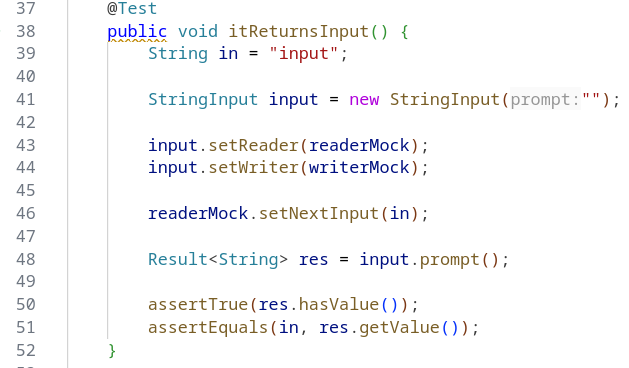 37 @Test
38 public void itReturnsInput() {
39 String in = "input";
40
41 StringInput input = new StringInput(prompt:"");
42
43 input.setReader(readerMock);
44 input.setWriter(writerMock);
45
46 readerMock.setNextInput(in);
47
48 Result<String> res = input.prompt();
49
50 assertTrue(res.hasValue());
51 assertEquals(in, res.getValue());
52 }